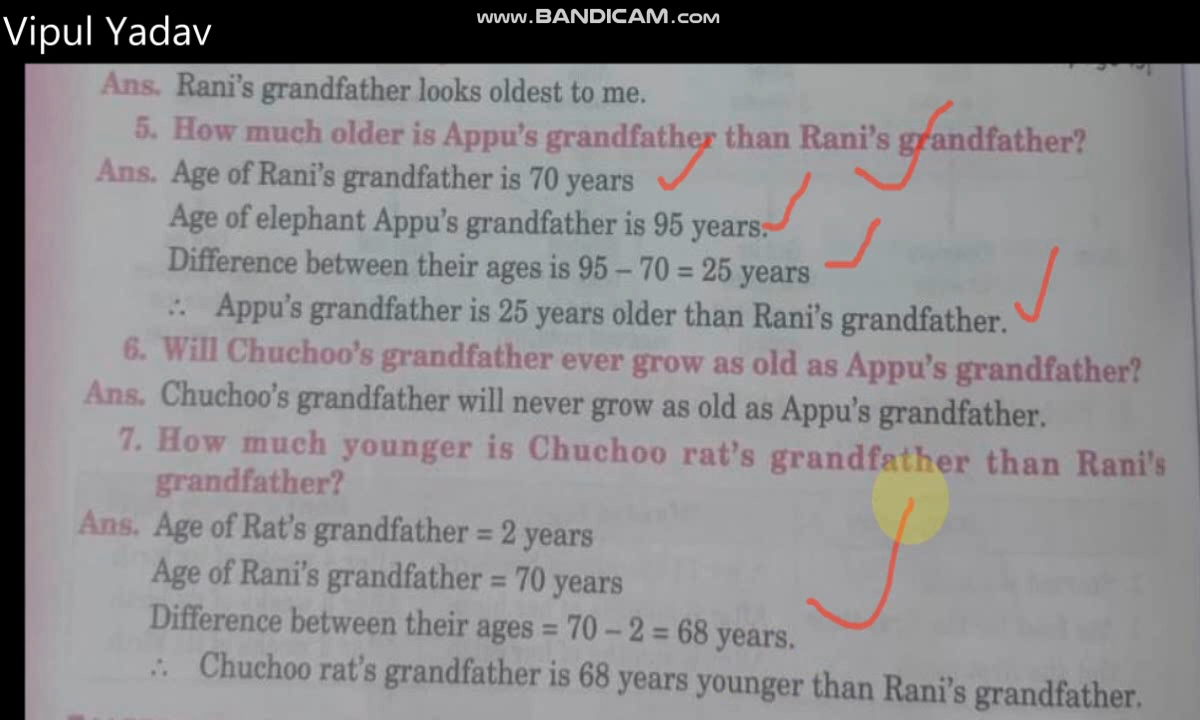 www.BANDICAM.com
Vipul Yadav
Ans. Rani's grandfather looks oldest to me.
5. How much older is Appu's grandfather than Rani's grandfather?
Ans. Age of Rani's grandfather is 70 years
Age of elephant Appu's grandfather is 95 years.
Difference between their ages is 95 – 70 = 25 years
∴ Appu's grandfather is 25 years older than Rani's grandfather.
6. Will Chuchoo's grandfather ever grow as old as Appu's grandfather?
Ans. Chuchoo's grandfather will never grow as old as Appu's grandfather.
7. How much younger is Chuchoo rat's grandfather than Rani's
grandfather?
Ans. Age of Rat's grandfather = 2 years
Age of Rani's grandfather = 70 years
Difference between their ages = 70 – 2 = 68 years.
∴ Chuchoo rat's grandfather is 68 years younger than Rani's grandfather.